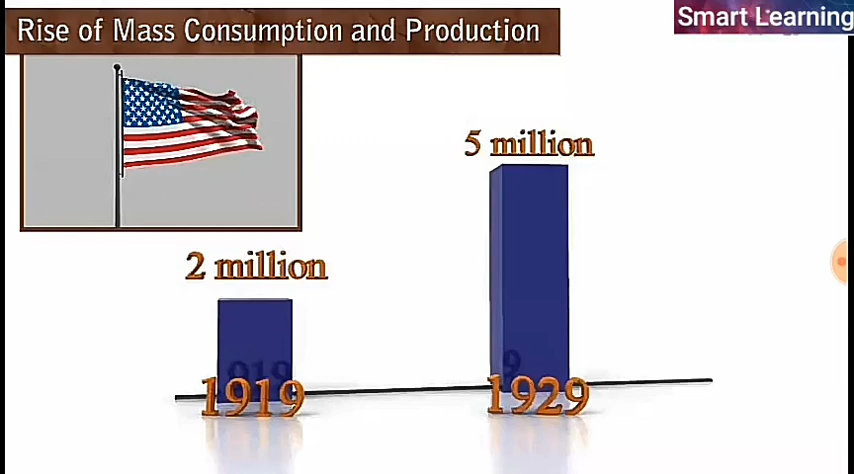 Rise of Mass Consumption and Production
Smart Learning
5 million
2 million
1919
1929